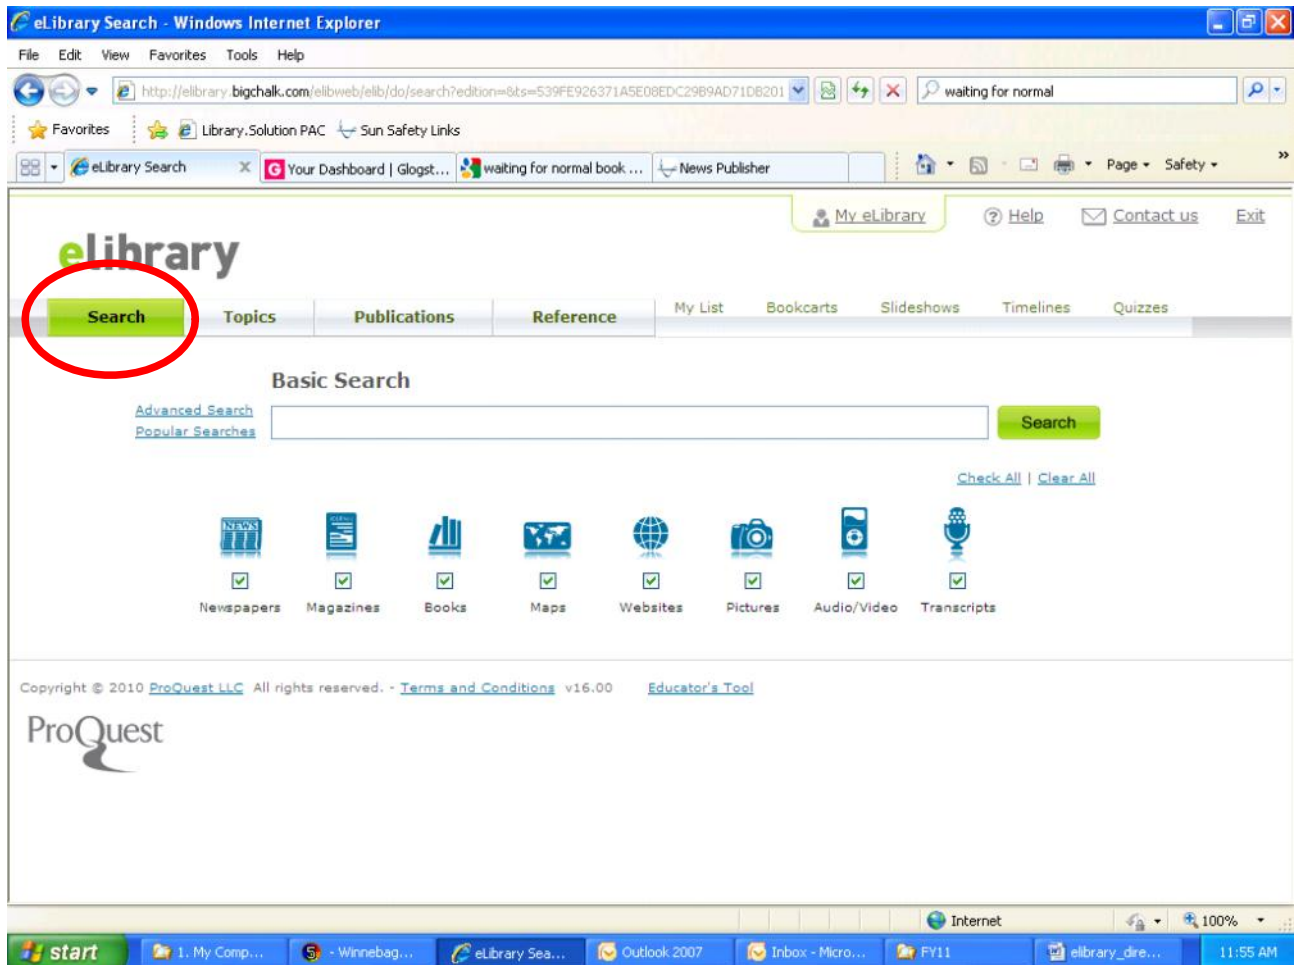 eLibrary Search - Windows Internet Explorer
File Edit View Favorites Tools Help
http://elibrary.bigchalk.com/elibweb/elib/do/search?edition=&ts=539FE926371A5E08EDC29B9AD71DB201 waiting for normal
Favorites Library.Solution PAC Sun Safety Links
eLibrary Search Your Dashboard | Glogst... waiting for normal book ... News Publisher Page Safety
My eLibrary Help Contact us Exit
elibrary
Search Topics Publications Reference My List Bookcarts Slideshows Timelines Quizzes
Basic Search
Advanced Search
Popular Searches
Search
Check All | Clear All
NEWS
Newspapers Magazines Books Maps Websites Pictures Audio/Video Transcripts
Copyright © 2010 ProQuest LLC All rights reserved. - Terms and Conditions v16.00 Educator's Tool
ProQuest
Internet 100%
start 1. My Comp... - Winnebag... eLibrary Sea... Outlook 2007 Inbox - Micro... FY11 elibrary_dire... 11:55 AM